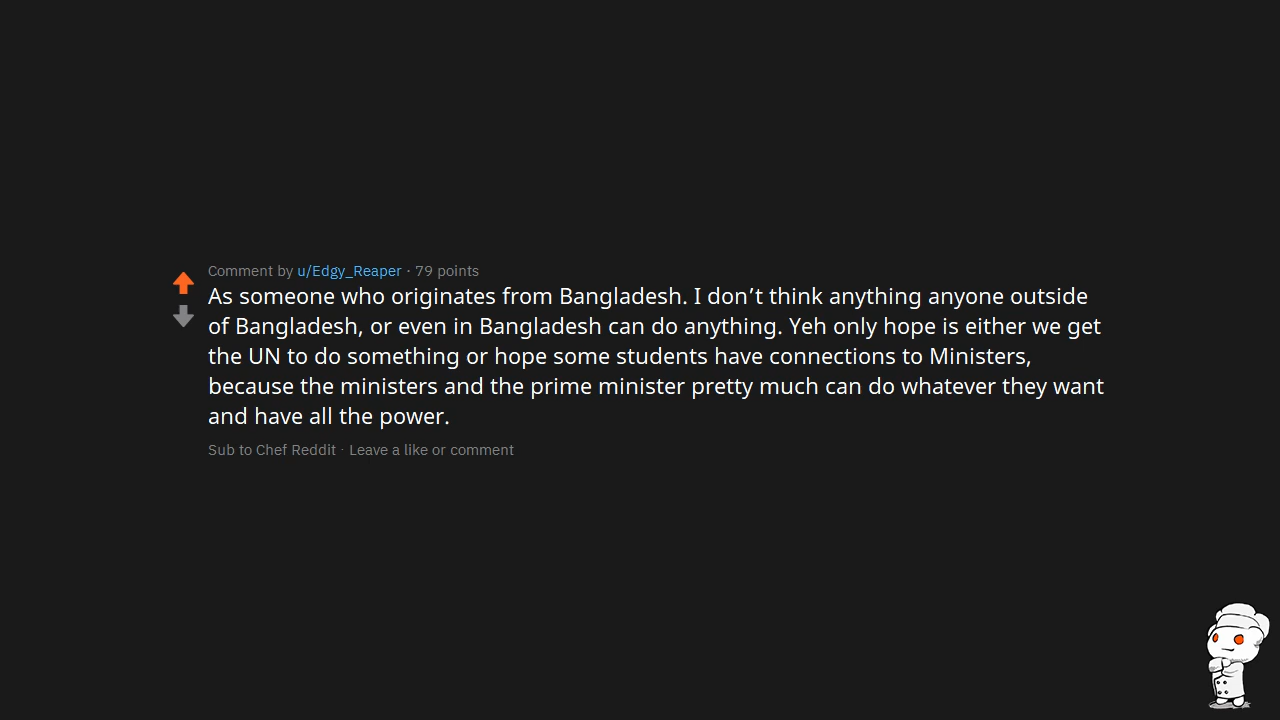 Comment by u/Edgy_Reaper · 79 points
As someone who originates from Bangladesh. I don’t think anything anyone outside
of Bangladesh, or even in Bangladesh can do anything. Yeh only hope is either we get
the UN to do something or hope some students have connections to Ministers,
because the ministers and the prime minister pretty much can do whatever they want
and have all the power.
Sub to Chef Reddit · Leave a like or comment